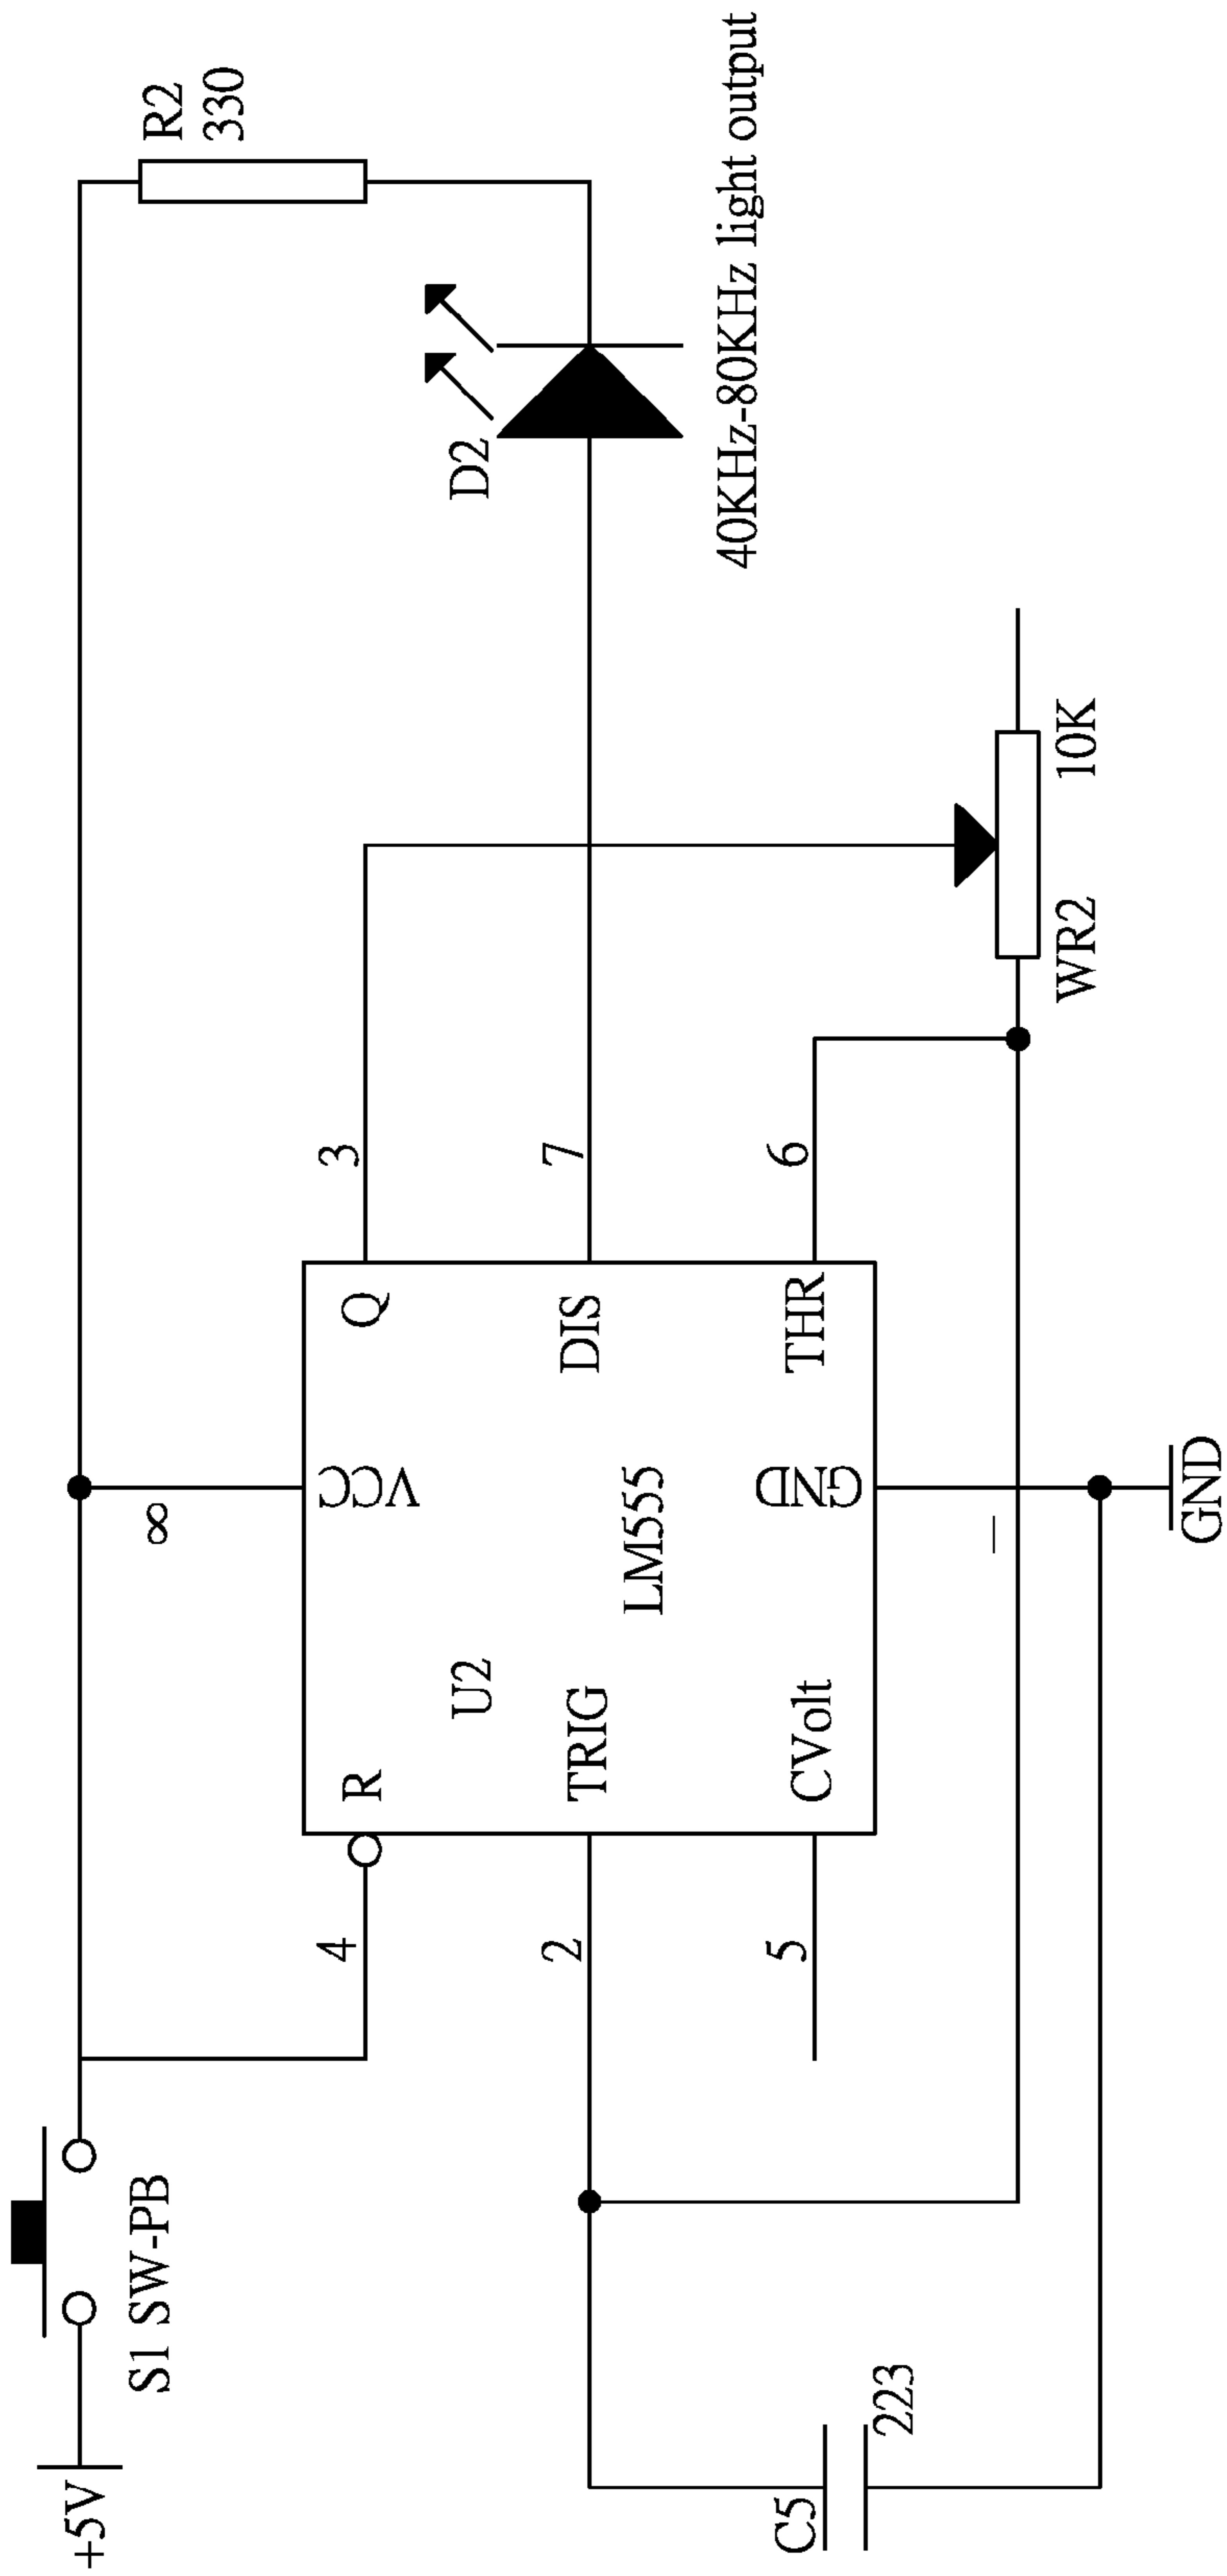 +5V
S1 SW-PB
R2
330
8
4
R
VCC
Q
3
D2
U2
2
TRIG
LM555
DIS
7
40KHz-80KHz light output
5
CVolt
GND
THR
6
C5
223
1
WR2
10K
GND